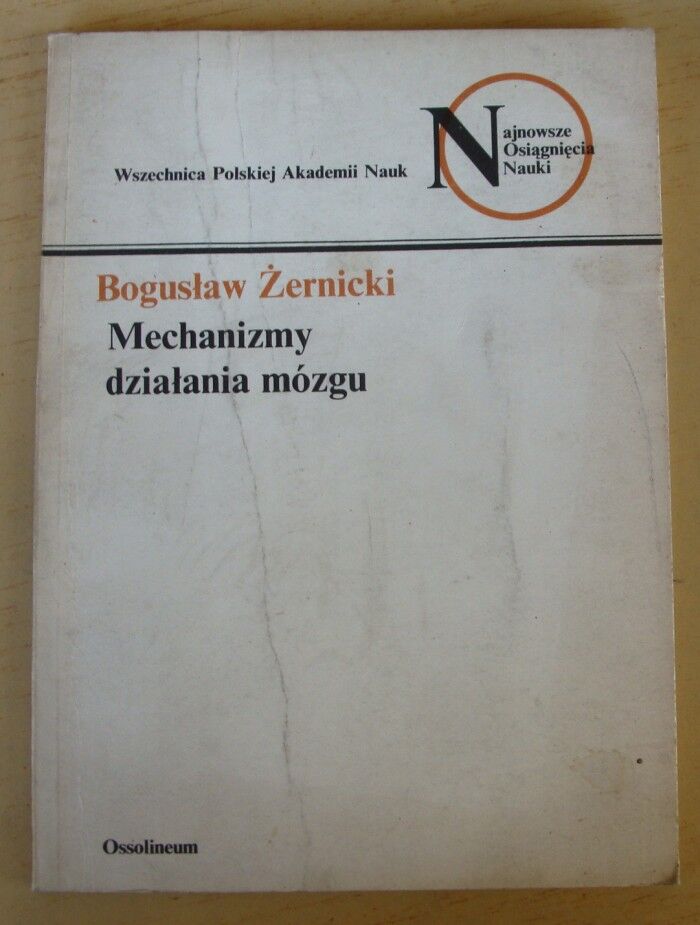 Wszechnica Polskiej Akademii Nauk
Najnowsze
Osiągnięcia
Nauki
Bogusław Żernicki
Mechanizmy
działania mózgu
Ossolineum